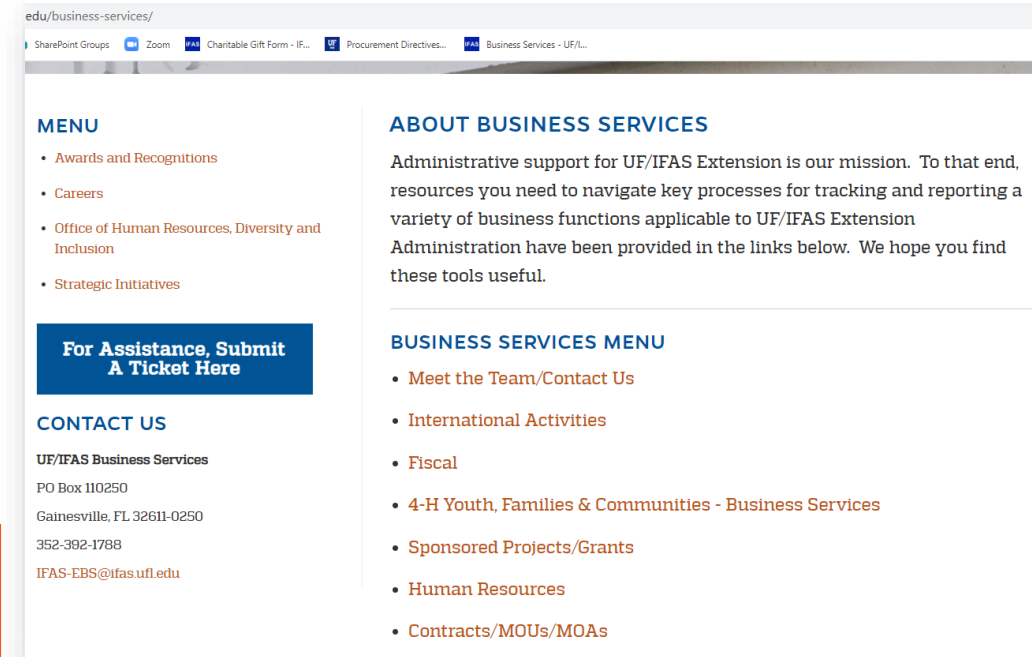 edu/business-services/
SharePoint Groups
Zoom
IFAS
Charitable Gift Form - IF...
UF
Procurement Directives...
IFAS
Business Services - UF/I...
MENU
• Awards and Recognitions
• Careers
• Office of Human Resources, Diversity and
Inclusion
• Strategic Initiatives
For Assistance, Submit
A Ticket Here
CONTACT US
UF/IFAS Business Services
PO Box 110250
Gainesville, FL 32611-0250
352-392-1788
IFAS-EBS@ifas.ufl.edu
ABOUT BUSINESS SERVICES
Administrative support for UF/IFAS Extension is our mission.  To that end,
resources you need to navigate key processes for tracking and reporting a
variety of business functions applicable to UF/IFAS Extension
Administration have been provided in the links below.  We hope you find
these tools useful.
BUSINESS SERVICES MENU
• Meet the Team/Contact Us
• International Activities
• Fiscal
• 4-H Youth, Families & Communities - Business Services
• Sponsored Projects/Grants
• Human Resources
• Contracts/MOUs/MOAs